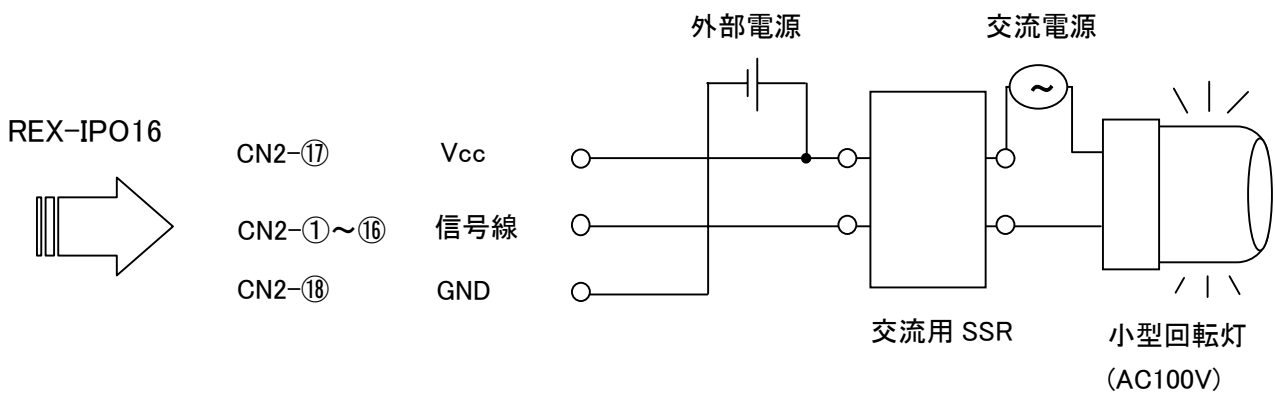 外部電源
交流電源
REX-IPO16
CN2-⑰ Vcc
CN2-①～⑯ 信号線
CN2-⑱ GND
~
交流用 SSR
小型回転灯
(AC100V)